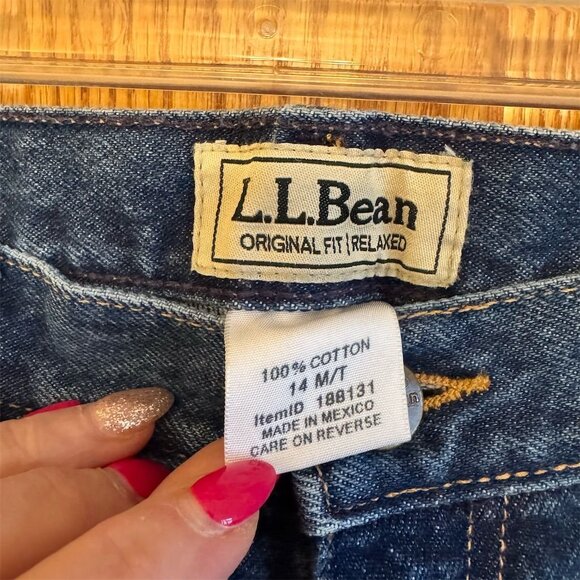 L.L.Bean
ORIGINAL FIT | RELAXED
100% COTTON
14 M/T
ItemID 188131
MADE IN MEXICO
CARE ON REVERSE